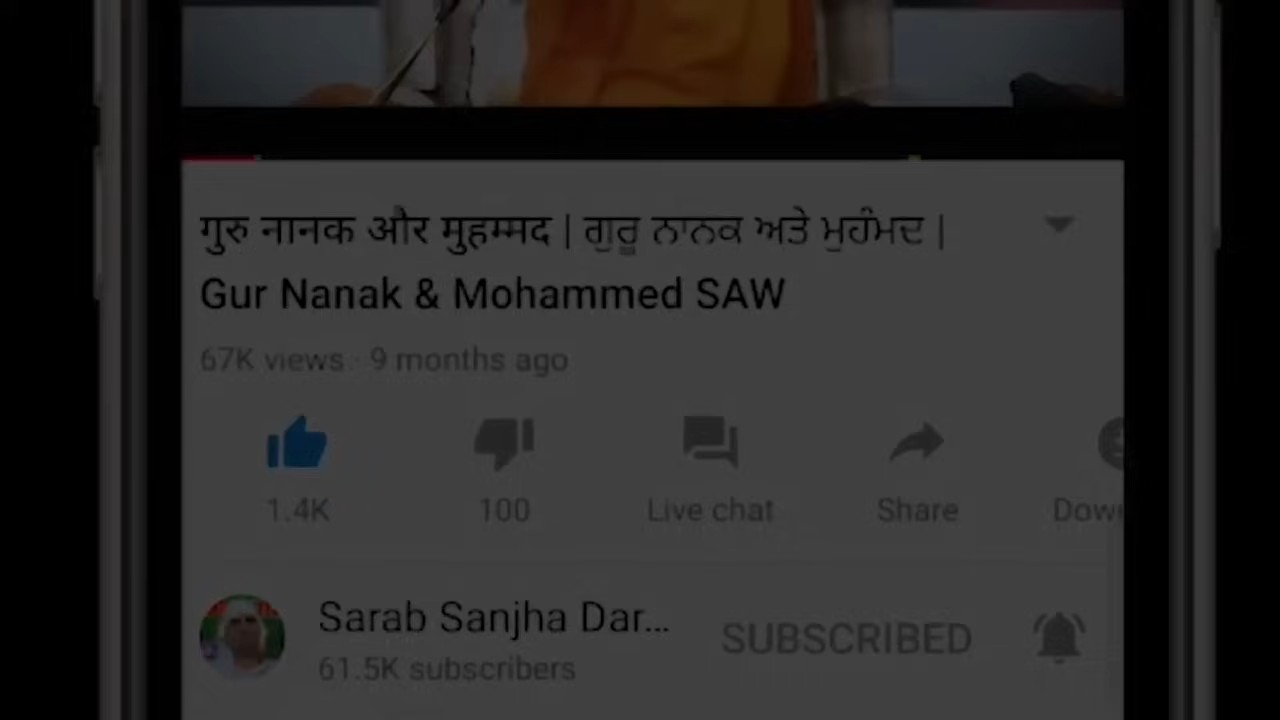 गुरु नानक और मुहम्मद | ਗੁਰੂ ਨਾਨਕ ਅਤੇ ਮੁਹੰਮਦ |
Gur Nanak & Mohammed SAW
67K views · 9 months ago
1.4K 100 Live chat Share Dow
Sarab Sanjha Dar... SUBSCRIBED
61.5K subscribers